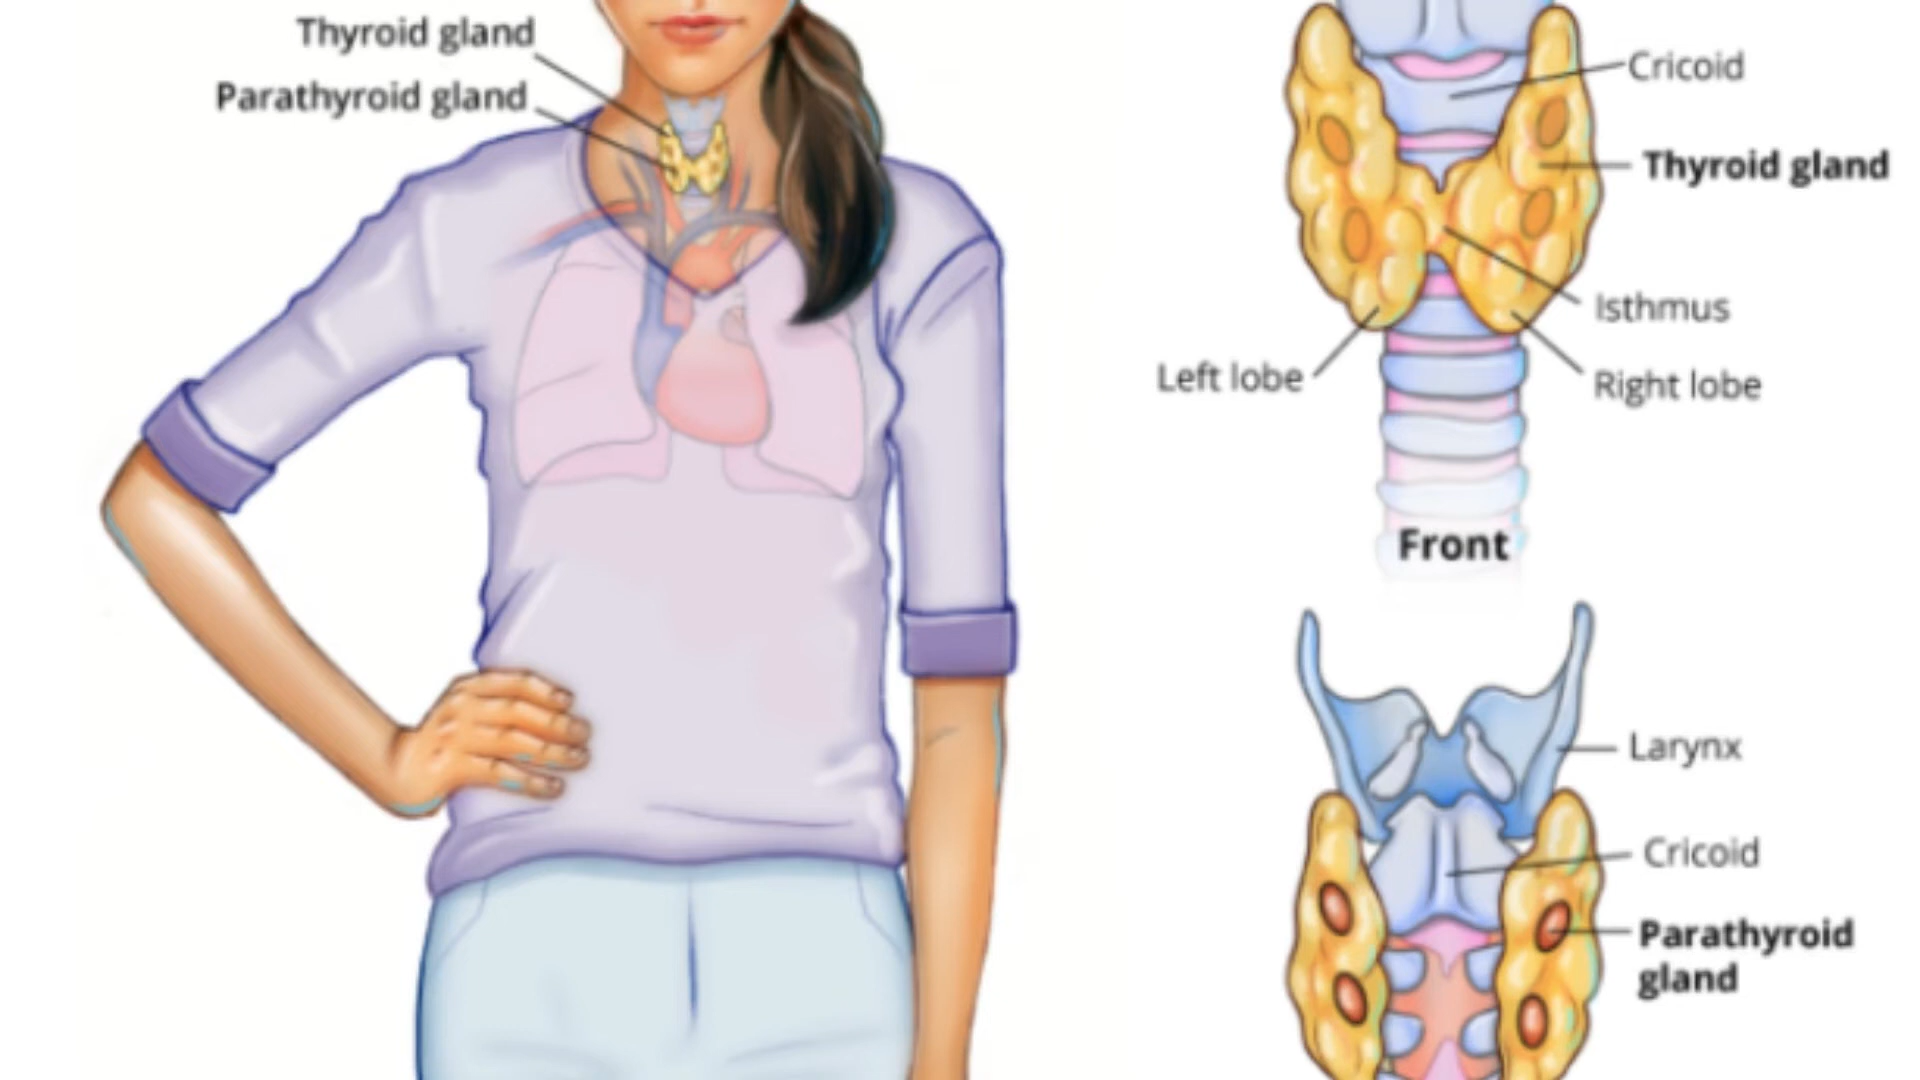 Thyroid gland
Parathyroid gland
Cricoid
Thyroid gland
Isthmus
Left lobe
Right lobe
Front
Larynx
Cricoid
Parathyroid
gland